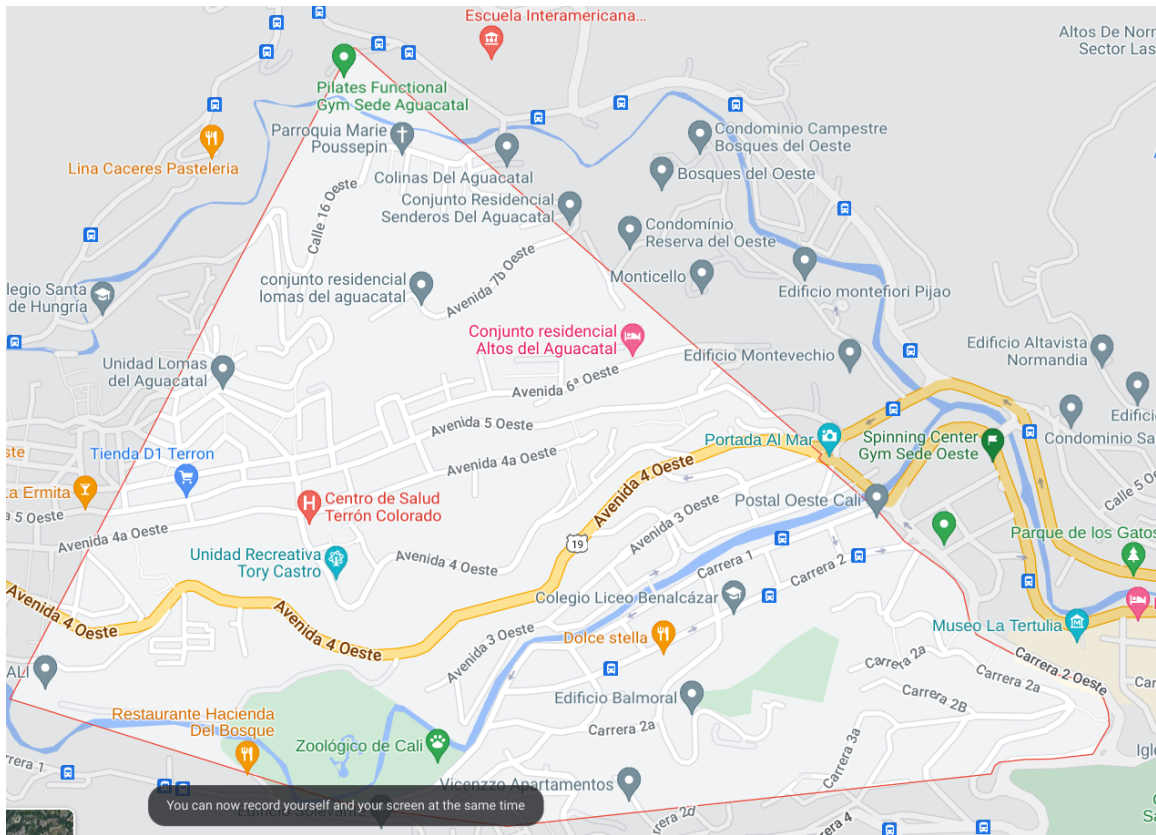 Escuela Interamericana...
Altos De Nor
Sector Las
Pilates Functional
Gym Sede Aguacatal
Parroquia Marie
Poussepin
Condominio Campestre
Bosques del Oeste
Lina Caceres Pasteleria
Colinas Del Aguacatal
Bosques del Oeste
Calle 16 Oeste
Conjunto Residencial
Senderos Del Aguacatal
Condomínio
Reserva del Oeste
Avenida 7b Oeste
conjunto residencial
lomas del aguacatal
Monticello
legio Santa
de Hungría
Edificio montefiori Pijao
Conjunto residencial
Altos del Aguacatal
Edificio Montevechio
Edificio Altavista
Normandia
Unidad Lomas
del Aguacatal
Avenida 6ª Oeste
Edifici
Avenida 5 Oeste
Portada Al Mar
Spinning Center
Gym Sede Oeste
Condominio Sa
ste
Tienda D1 Terron
Avenida 4a Oeste
Avenida 4 Oeste
La Ermita
Centro de Salud
Terrón Colorado
Postal Oeste Cali
Calle 5 Oe
a 5 Oeste
Avenida 4a Oeste
Avenida 3 Oeste
19
Parque de los Gatos
Unidad Recreativa
Tory Castro
Avenida 4 Oeste
Carrera 1
Carrera 2
Avenida 4 Oeste
Avenida 4 Oeste
Colegio Liceo Benalcázar
Museo La Tertulia
Avenida 3 Oeste
Dolce stella
Carrera 2a
Carrera 2 Oeste
ALI
Carrera 2a
Car
Edificio Balmoral
Carrera 2B
Restaurante Hacienda
Del Bosque
Carrera 2a
Zoológico de Cali
Carrera 3a
Igle
rrera 1
Vicenzzo Apartamentos
You can now record yourself and your screen at the same time
Carrera 4